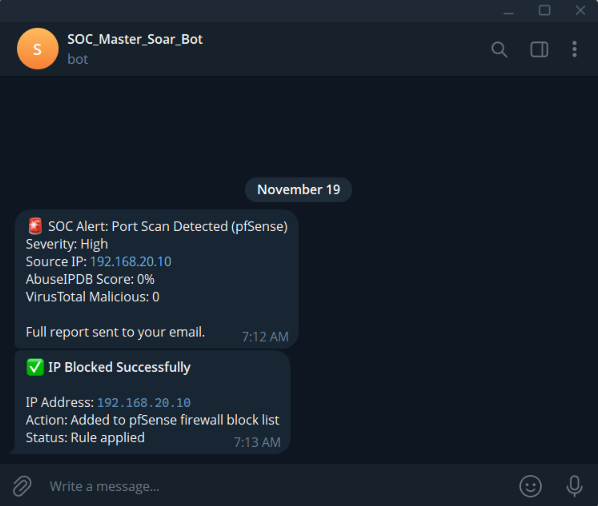 S
SOC_Master_Soar_Bot
bot
November 19
🚨 SOC Alert: Port Scan Detected (pfSense)
Severity: High
Source IP: 192.168.20.10
AbuseIPDB Score: 0%
VirusTotal Malicious: 0
Full report sent to your email.
7:12 AM
✅ IP Blocked Successfully
IP Address: 192.168.20.10
Action: Added to pfSense firewall block list
Status: Rule applied
7:13 AM
Write a message...